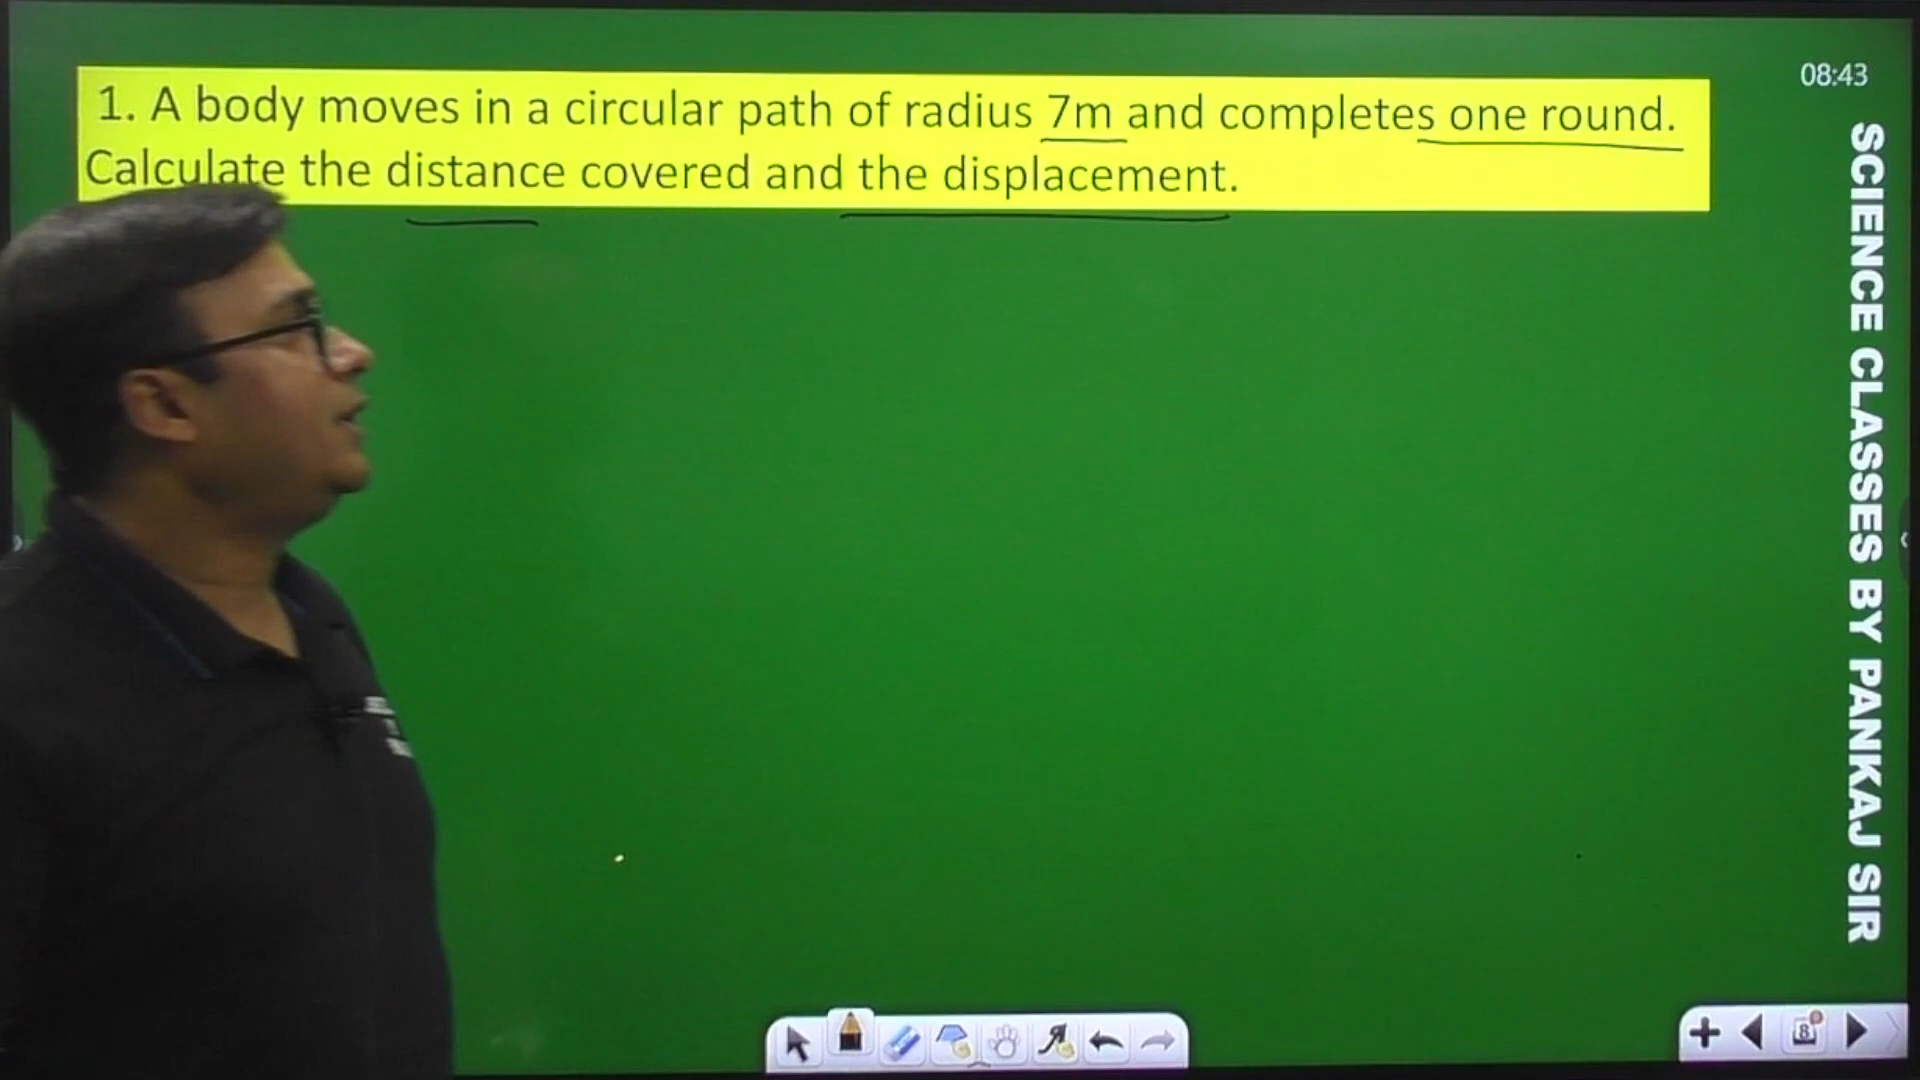 08:43
1. A body moves in a circular path of radius 7m and completes one round.
Calculate the distance covered and the displacement.
SCIENCE CLASSES BY PANKAJ SIR
8